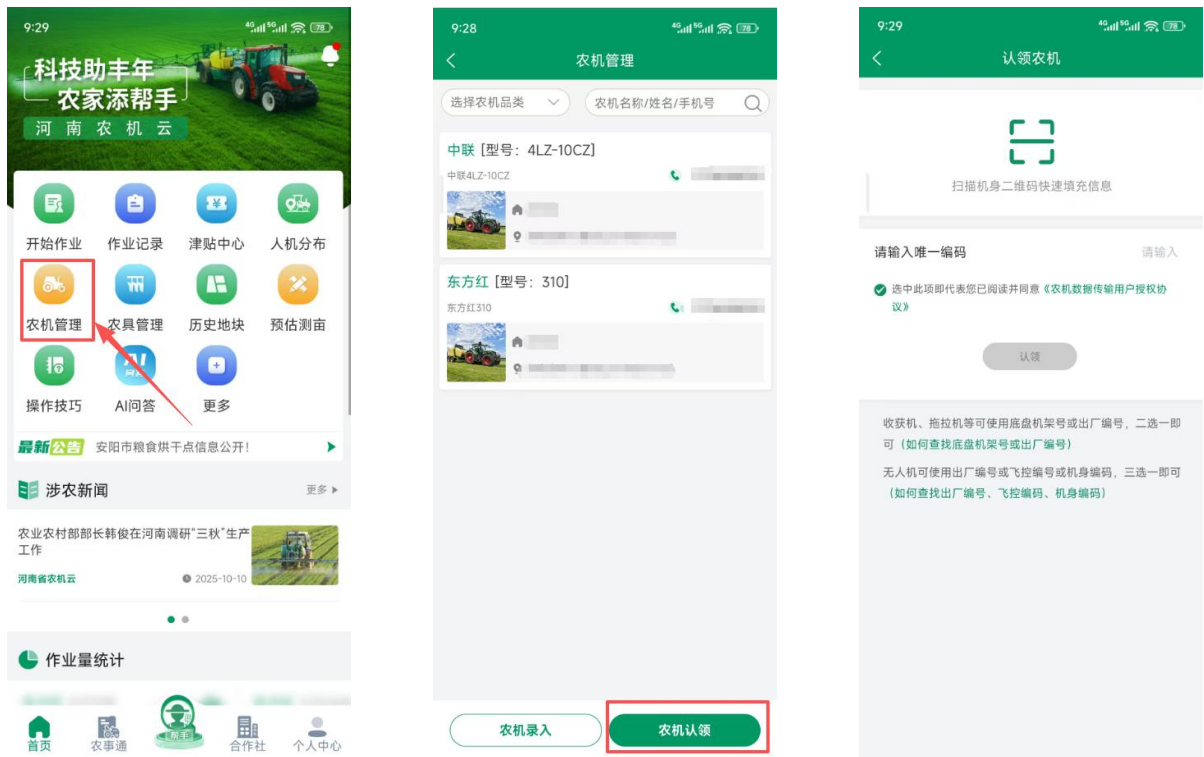 9:29
4G 5G 78
科技助丰年
农家添帮手
河南农机云
开始作业 作业记录 津贴中心 人机分布
农机管理 农具管理 历史地块 预估测亩
操作技巧 AI问答 更多
最新公告 安阳市粮食烘干点信息公开!
涉农新闻 更多
农业农村部部长韩俊在河南调研“三秋”生产
工作
河南省农机云 2025-10-10
作业量统计
帮手
首页 农事通 合作社 个人中心
9:28
4G 5G 78
农机管理
选择农机品类 农机名称/姓名/手机号
中联 [型号: 4LZ-10CZ]
中联4LZ-10CZ
东方红 [型号: 310]
东方红310
农机录入 农机认领
9:29
4G 5G 78
认领农机
扫描机身二维码快速填充信息
请输入唯一编码 请输入
选中此项即代表您已阅读并同意《农机数据传输用户授权协
议》
认领
收获机、拖拉机等可使用底盘机架号或出厂编号，二选一即
可（如何查找底盘机架号或出厂编号）
无人机可使用出厂编号或飞控编号或机身编码，三选一即可
（如何查找出厂编号、飞控编码、机身编码）